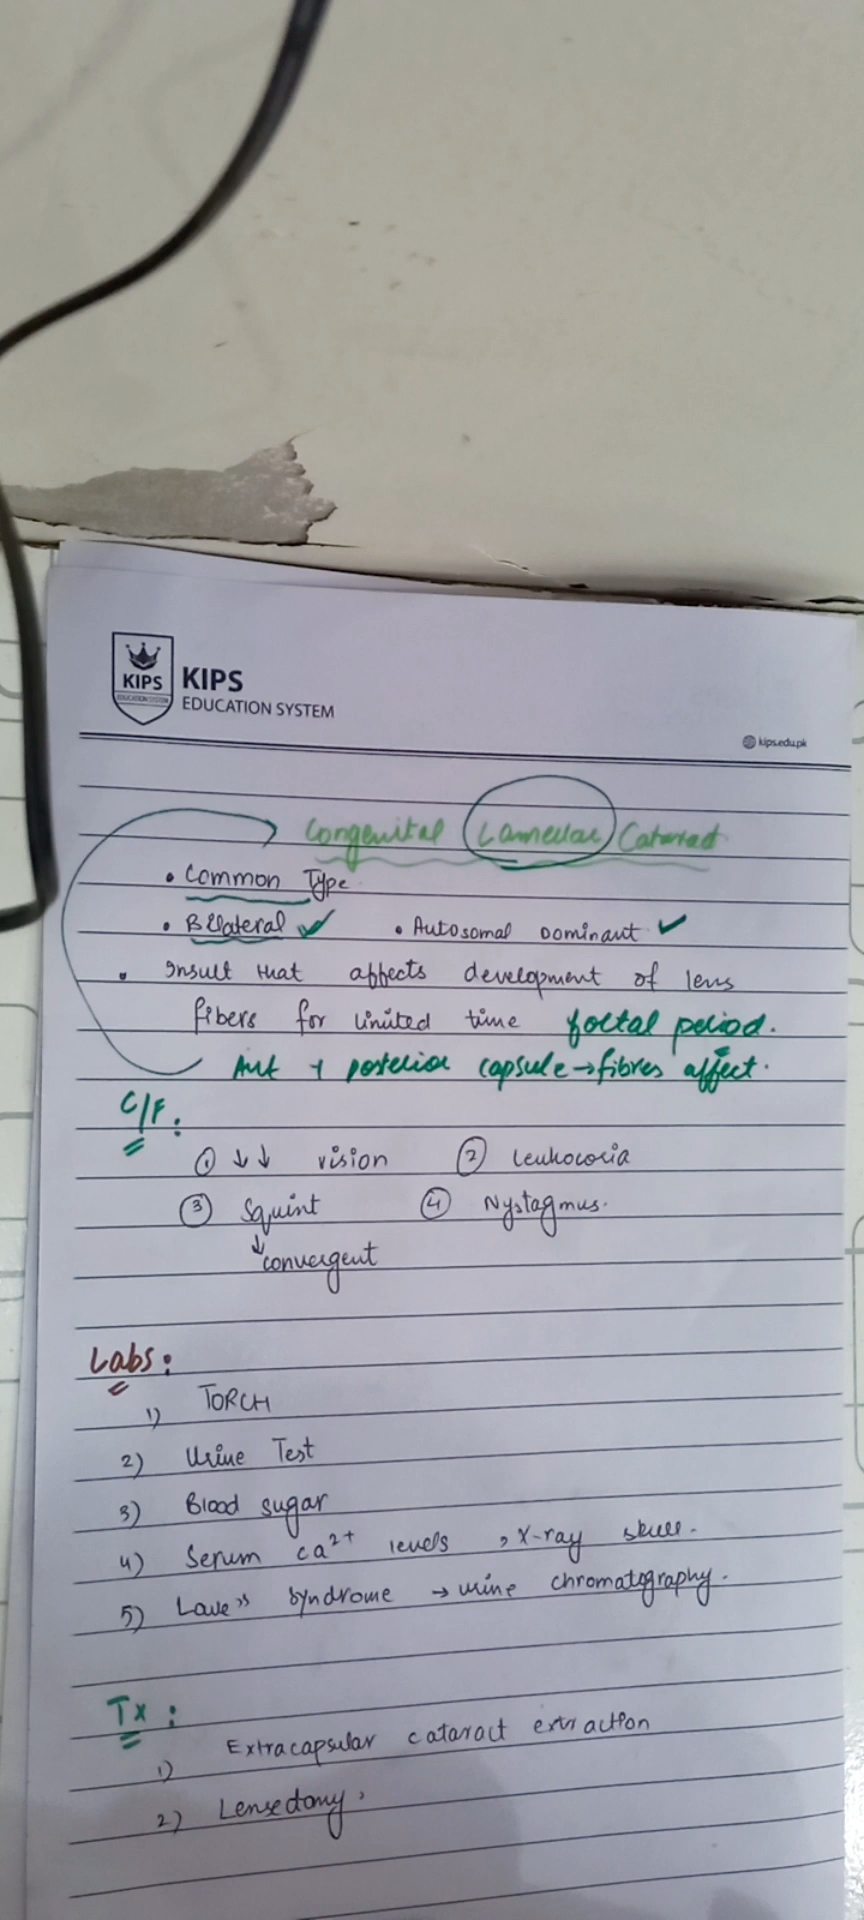 KIPS
EDUCATION SYSTEM
KIPS
EDUCATION SYSTEM
kips.edu.pk
Congenital Lamellar Cataract
• Common Type
• Bilateral ✓ • Autosomal Dominant ✓
• Insult that affects development of lens
fibers for limited time foetal period.
Ant + posterior capsule → fibres affect.
C/F:
① ↓↓ vision ② Leukocoria
③ Squint ④ Nystagmus.
↓
convergent
Labs:
1) TORCH
2) Urine Test
3) Blood sugar
4) Serum Ca2+ levels, X-ray skull.
5) Lowe's syndrome → urine chromatography.
Tx:
1) Extracapsular cataract extraction
2) Lensectomy.